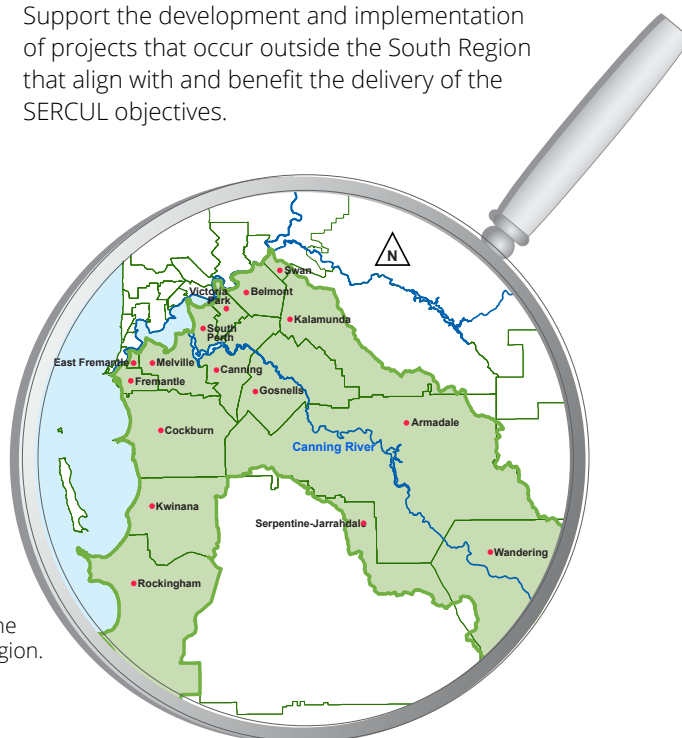 Support the development and implementation
of projects that occur outside the South Region
that align with and benefit the delivery of the
SERCUL objectives.
N
Swan
Victoria
Park
Belmont
Kalamunda
South
Perth
East Fremantle
Melville
Fremantle
Canning
Gosnells
Armadale
Cockburn
Canning River
Kwinana
Serpentine-Jarrahdale
Wandering
Rockingham
gion.